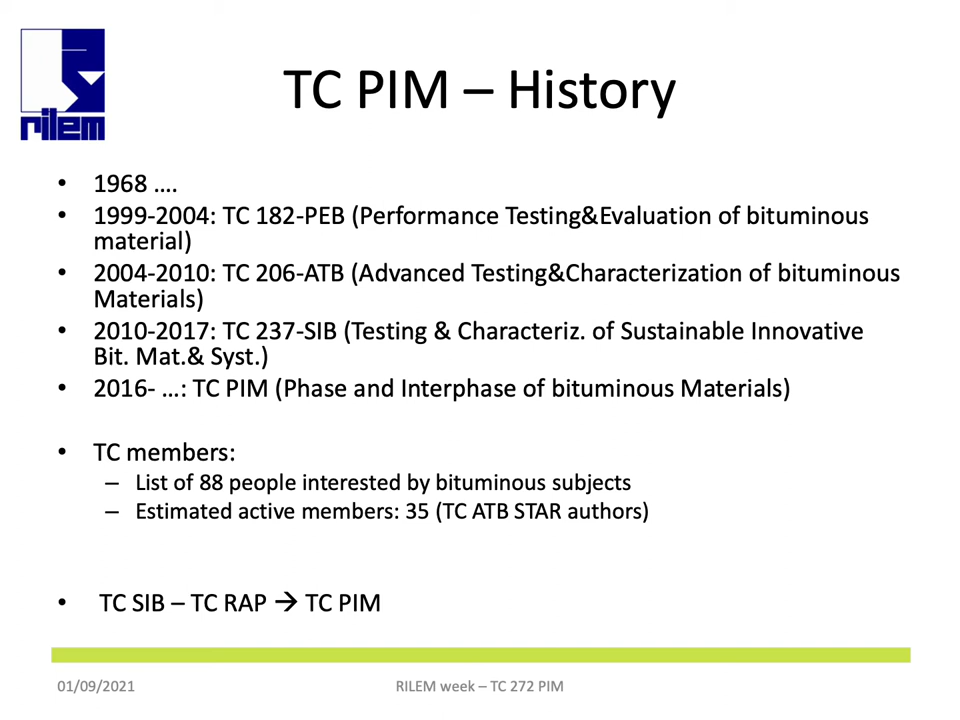 rilem
TC PIM – History
• 1968 ….
• 1999-2004: TC 182-PEB (Performance Testing&Evaluation of bituminous
material)
• 2004-2010: TC 206-ATB (Advanced Testing&Characterization of bituminous
Materials)
• 2010-2017: TC 237-SIB (Testing & Characteriz. of Sustainable Innovative
Bit. Mat.& Syst.)
• 2016- …: TC PIM (Phase and Interphase of bituminous Materials)
• TC members:
– List of 88 people interested by bituminous subjects
– Estimated active members: 35 (TC ATB STAR authors)
• TC SIB – TC RAP → TC PIM
01/09/2021
RILEM week – TC 272 PIM